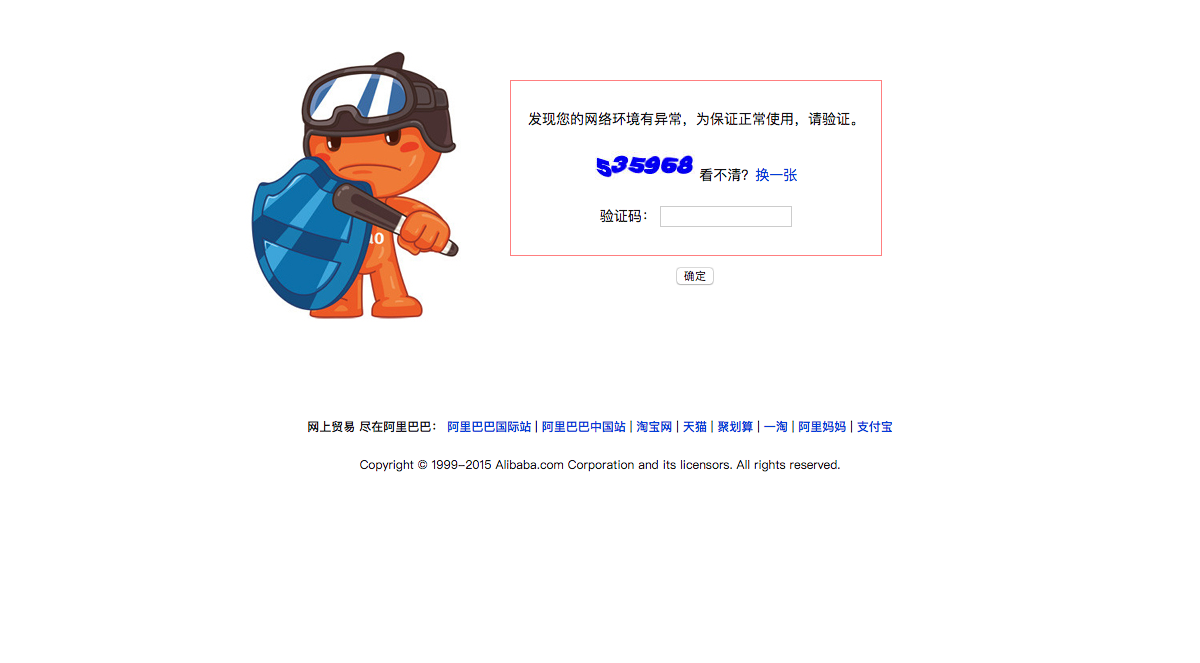 发现您的网络环境有异常，为保证正常使用，请验证。
535968 看不清？换一张
验证码：
10
确定
网上贸易 尽在阿里巴巴： 阿里巴巴国际站 | 阿里巴巴中国站 | 淘宝网 | 天猫 | 聚划算 | 一淘 | 阿里妈妈 | 支付宝
Copyright © 1999-2015 Alibaba.com Corporation and its licensors. All rights reserved.